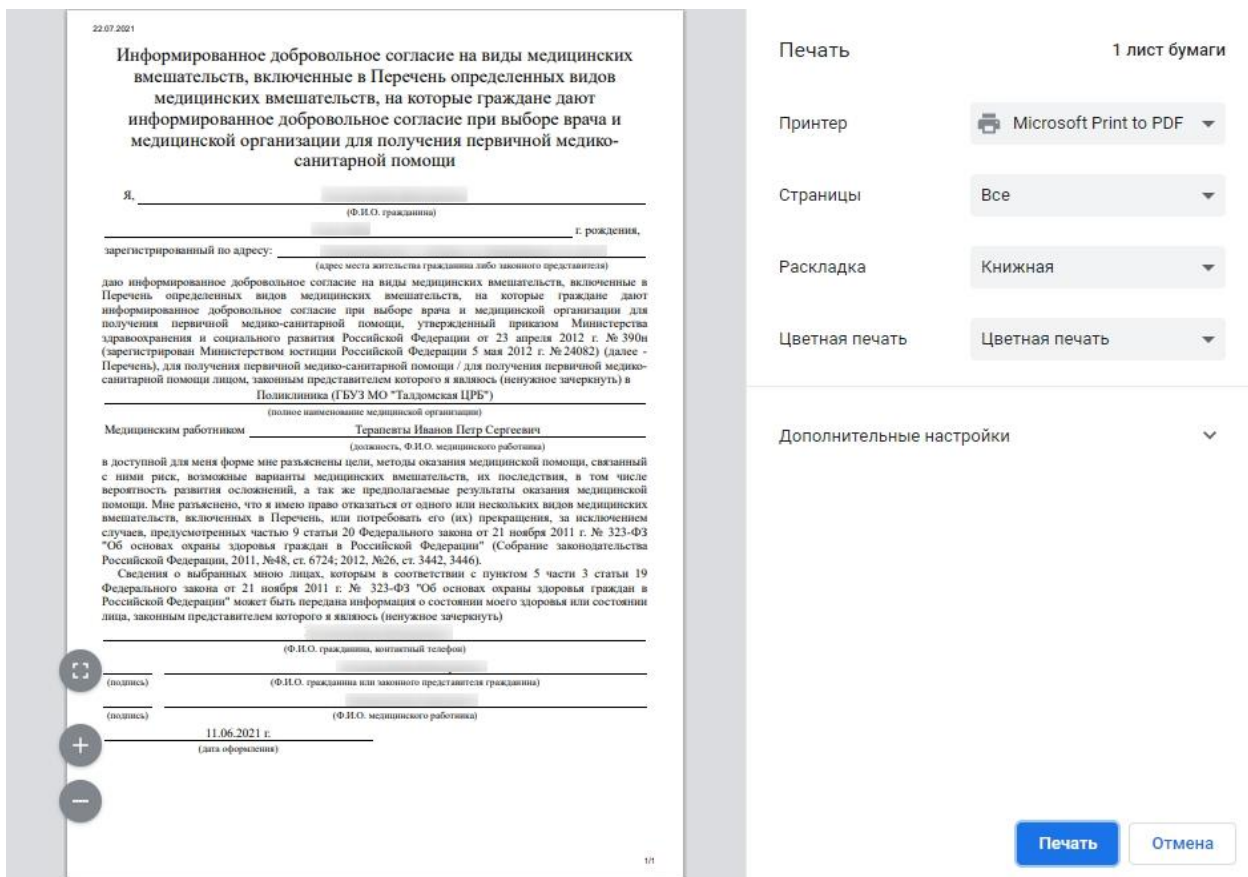 22.07.2021
Информированное добровольное согласие на виды медицинских
вмешательств, включенные в Перечень определенных видов
медицинских вмешательств, на которые граждане дают
информированное добровольное согласие при выборе врача и
медицинской организации для получения первичной медико-
санитарной помощи
Я,
(Ф.И.О. гражданина)
г. рождения,
зарегистрированный по адресу:
(адрес места жительства гражданина либо законного представителя)
даю информированное добровольное согласие на виды медицинских вмешательств, включенные в
Перечень определенных видов медицинских вмешательств, на которые граждане дают
информированное добровольное согласие при выборе врача и медицинской организации для
получения первичной медико-санитарной помощи, утвержденный приказом Министерства
здравоохранения и социального развития Российской Федерации от 23 апреля 2012 г. № 390н
(зарегистрирован Министерством юстиции Российской Федерации 5 мая 2012 г. № 24082) (далее -
Перечень), для получения первичной медико-санитарной помощи / для получения первичной медико-
санитарной помощи лицом, законным представителем которого я являюсь (ненужное зачеркнуть) в
Поликлиника (ГБУЗ МО "Талдомская ЦРБ")
(полное наименование медицинской организации)
Медицинским работником Терапевты Иванов Петр Сергеевич
(должность, Ф.И.О. медицинского работника)
в доступной для меня форме мне разъяснены цели, методы оказания медицинской помощи, связанный
с ними риск, возможные варианты медицинских вмешательств, их последствия, в том числе
вероятность развития осложнений, а так же предполагаемые результаты оказания медицинской
помощи. Мне разъяснено, что я имею право отказаться от одного или нескольких видов медицинских
вмешательств, включенных в Перечень, или потребовать его (их) прекращения, за исключением
случаев, предусмотренных частью 9 статьи 20 Федерального закона от 21 ноября 2011 г. № 323-ФЗ
"Об основах охраны здоровья граждан в Российской Федерации" (Собрание законодательства
Российской Федерации, 2011, №48, ст. 6724; 2012, №26, ст. 3442, 3446).
Сведения о выбранных мною лицах, которым в соответствии с пунктом 5 части 3 статьи 19
Федерального закона от 21 ноября 2011 г. № 323-ФЗ "Об основах охраны здоровья граждан в
Российской Федерации" может быть передана информация о состоянии моего здоровья или состоянии
лица, законным представителем которого я являюсь (ненужное зачеркнуть)
(Ф.И.О. гражданина, контактный телефон)
(подпись) (Ф.И.О. гражданина или законного представителя гражданина)
(подпись) (Ф.И.О. медицинского работника)
11.06.2021 г.
(дата оформления)
1/1
Печать 1 лист бумаги
Принтер Microsoft Print to PDF
Страницы Все
Раскладка Книжная
Цветная печать Цветная печать
Дополнительные настройки
Печать Отмена